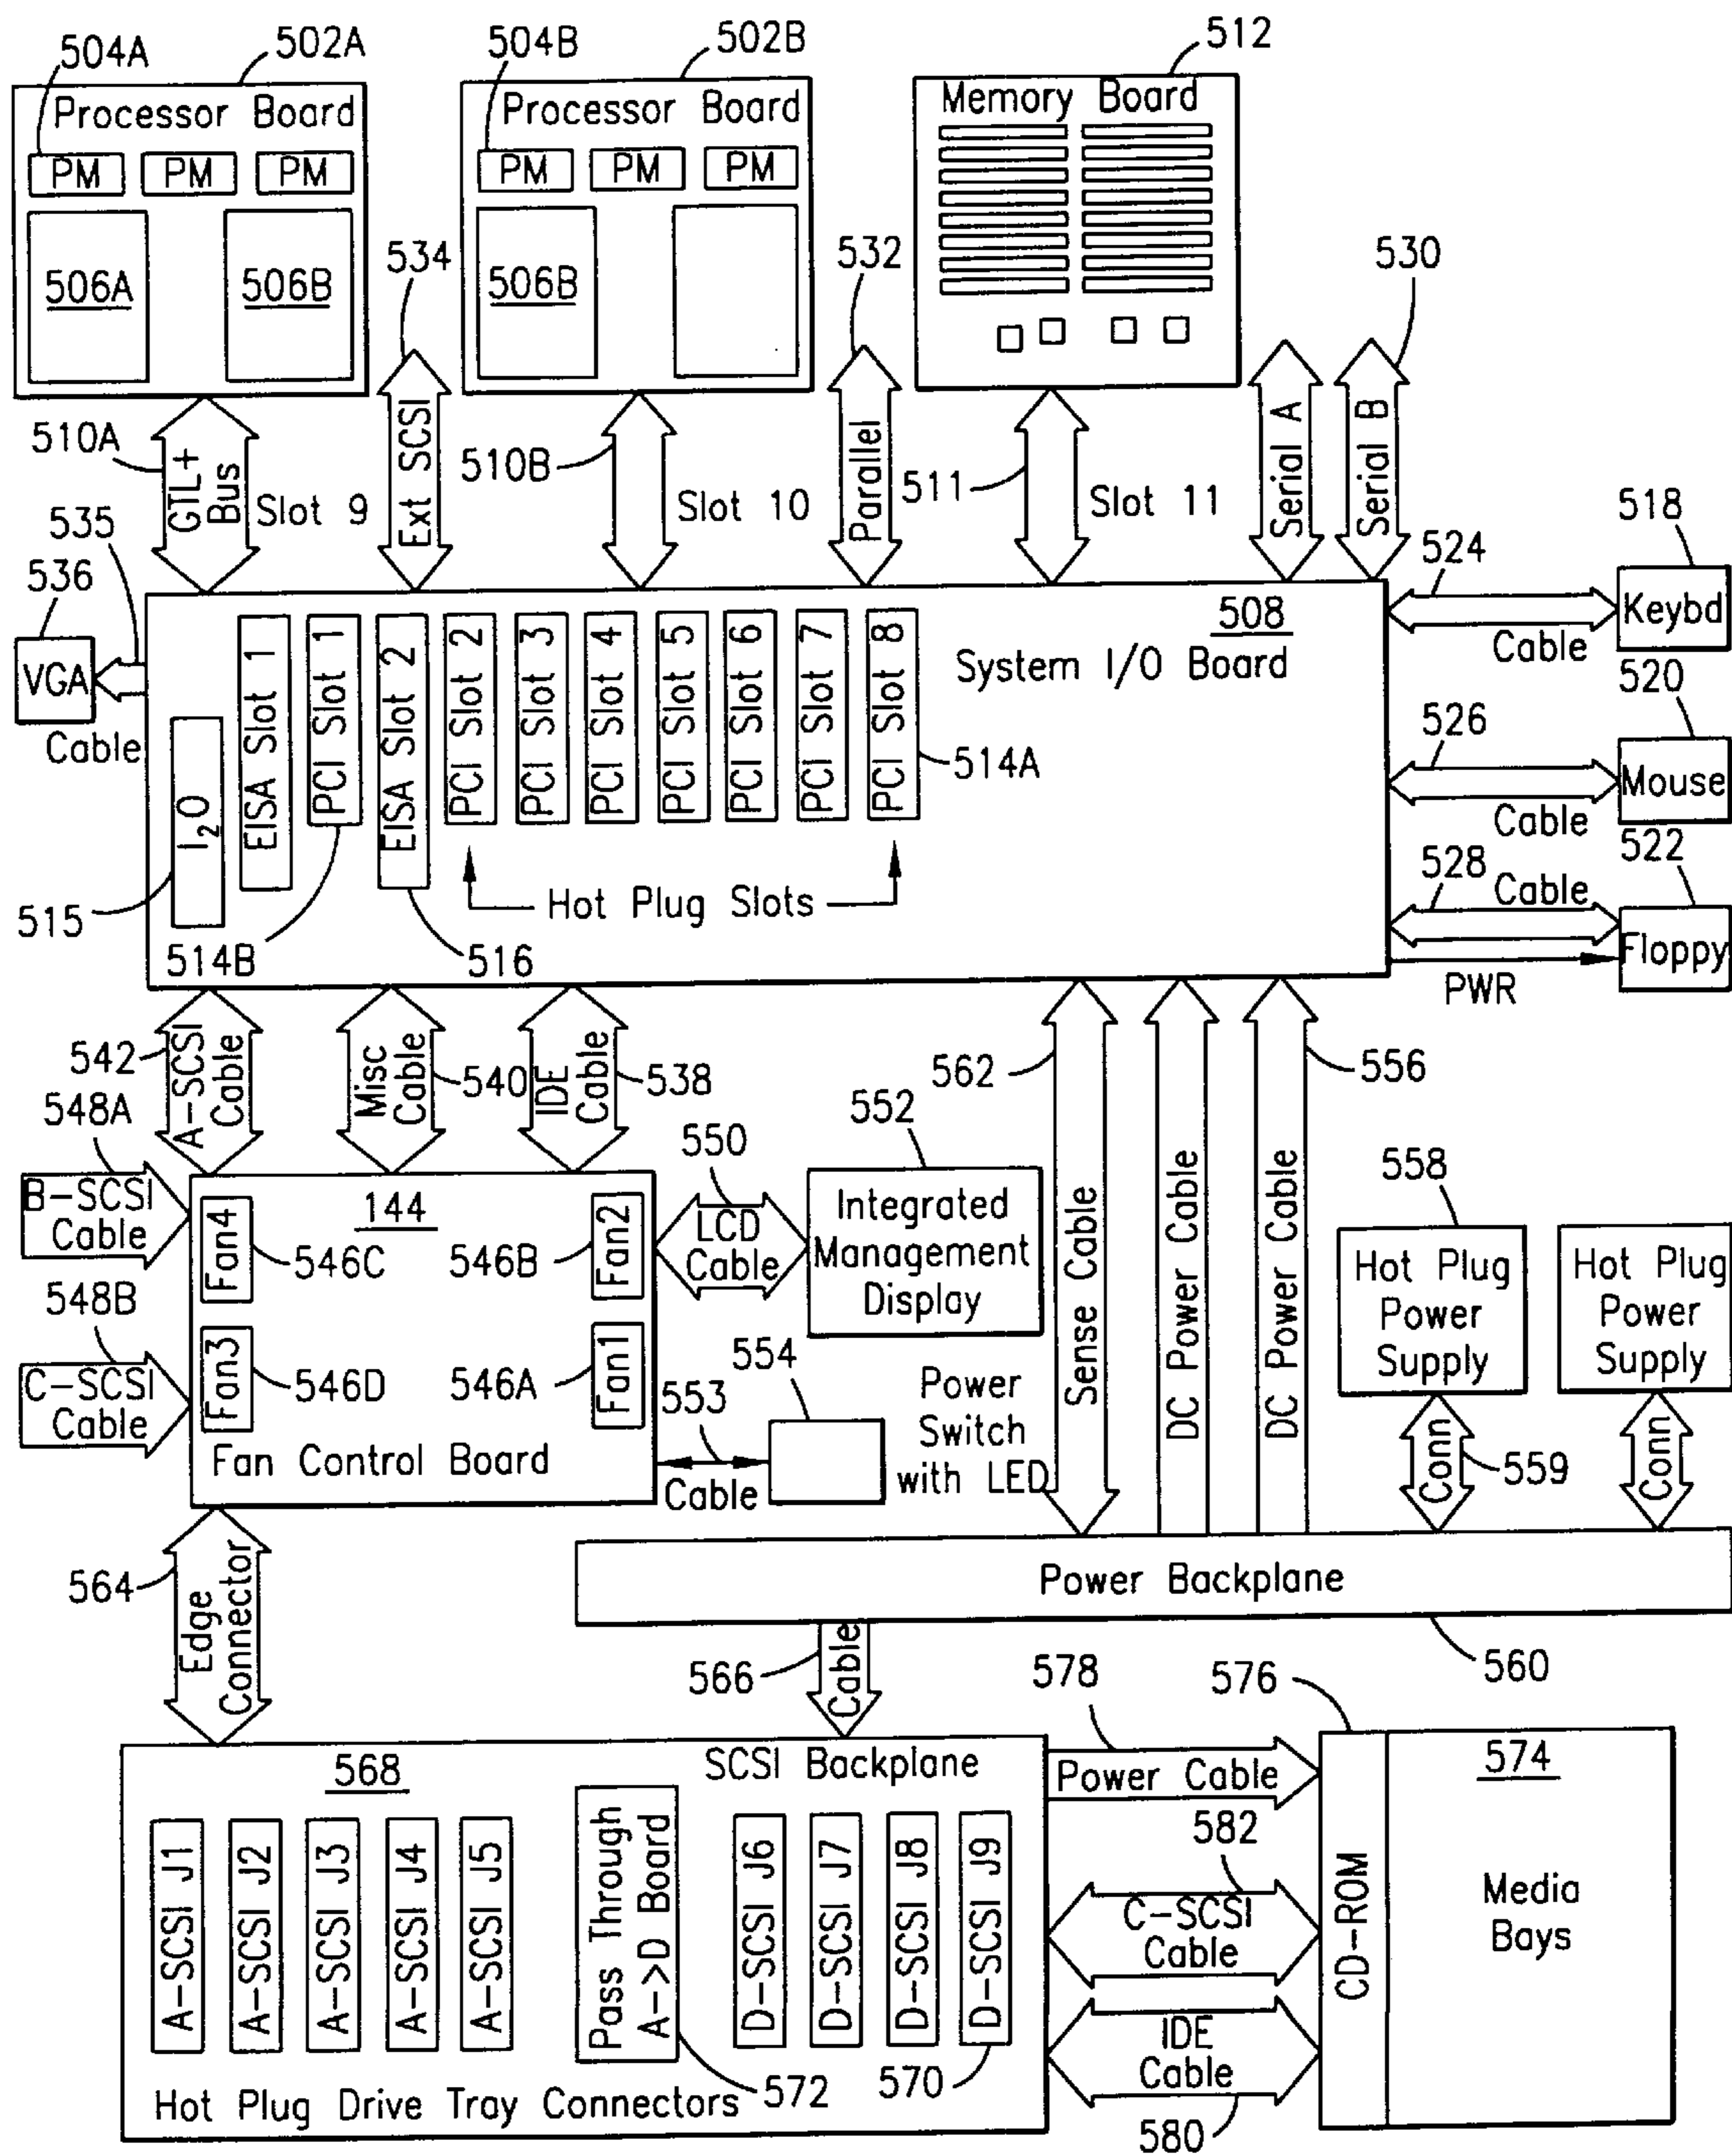 504A
502A
504B
502B
512
Processor Board
PM PM PM
506A
506B
Processor Board
PM PM PM
506B
Memory Board
534
532
530
510A
GTL+
Bus
Slot 9
Ext SCSI
510B
Slot 10
Parallel
511
Slot 11
Serial A
Serial B
535
536
VGA
Cable
524
518
Keybd
Cable
520
526
Mouse
Cable
522
528
Cable
Floppy
PWR
508
System I/O Board
I2O
EISA Slot 1
PCI Slot 1
EISA Slot 2
PCI Slot 2
PCI Slot 3
PCI Slot 4
PCI Slot 5
PCI Slot 6
PCI Slot 7
PCI Slot 8
514A
Hot Plug Slots
515
514B
516
542
A-SCSI
Cable
Misc
Cable
540
IDE
Cable
538
562
556
548A
B-SCSI
Cable
548B
C-SCSI
Cable
144
Fan4
546C
546B
Fan2
Fan3
546D
546A
Fan1
Fan Control Board
550
LCD
Cable
552
Integrated
Management
Display
553
554
Cable
Power
Switch
with LED
Sense Cable
DC Power Cable
DC Power Cable
558
Hot Plug
Power
Supply
Hot Plug
Power
Supply
Conn
559
Conn
564
Edge
Connector
Power Backplane
560
566
Cable
578
576
568
SCSI Backplane
Power Cable
574
A-SCSI J1
A-SCSI J2
A-SCSI J3
A-SCSI J4
A-SCSI J5
Pass Through
A->D Board
D-SCSI J6
D-SCSI J7
D-SCSI J8
D-SCSI J9
572
570
Hot Plug Drive Tray Connectors
582
C-SCSI
Cable
IDE
Cable
580
CD-ROM
Media
Bays